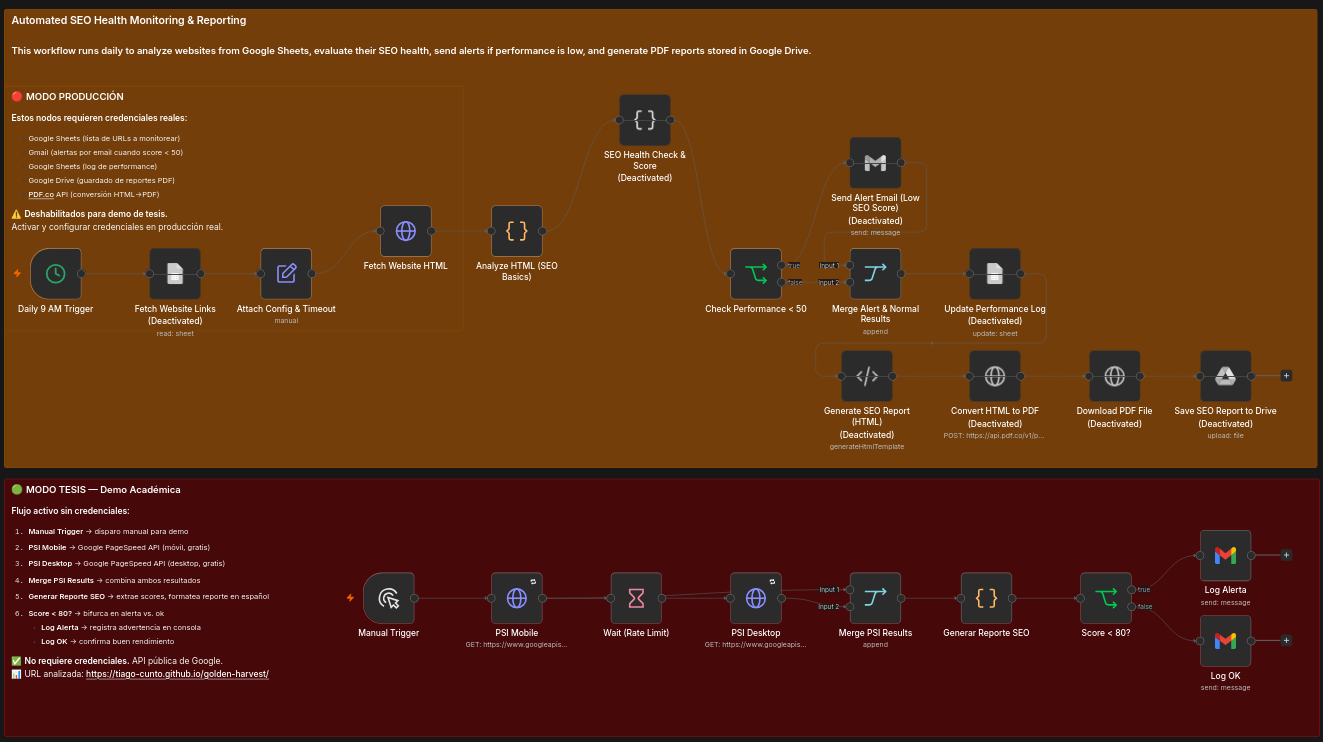 Automated SEO Health Monitoring & Reporting
This workflow runs daily to analyze websites from Google Sheets, evaluate their SEO health, send alerts if performance is low, and generate PDF reports stored in Google Drive.
🔴 MODO PRODUCCIÓN
Estos nodos requieren credenciales reales:
Google Sheets (lista de URLs a monitorear)
Gmail (alertas por email cuando score < 50)
Google Sheets (log de performance)
Google Drive (guardado de reportes PDF)
PDF.co API (conversión HTML→PDF)
⚠️ Deshabilitados para demo de tesis.
Activar y configurar credenciales en producción real.
Daily 9 AM Trigger
Fetch Website Links
(Deactivated)
read: sheet
Attach Config & Timeout
manual
Fetch Website HTML
Analyze HTML (SEO
Basics)
SEO Health Check &
Score
(Deactivated)
Check Performance < 50
true
false
Send Alert Email (Low
SEO Score)
(Deactivated)
send: message
Input 1
Input 2
Merge Alert & Normal
Results
append
Update Performance Log
(Deactivated)
update: sheet
Generate SEO Report
(HTML)
(Deactivated)
generateHtmlTemplate
Convert HTML to PDF
(Deactivated)
POST: https://api.pdf.co/v1/p...
Download PDF File
(Deactivated)
Save SEO Report to Drive
(Deactivated)
upload: file
🟢 MODO TESIS — Demo Académica
Flujo activo sin credenciales:
1. Manual Trigger → disparo manual para demo
2. PSI Mobile → Google PageSpeed API (móvil, gratis)
3. PSI Desktop → Google PageSpeed API (desktop, gratis)
4. Merge PSI Results → combina ambos resultados
5. Generar Reporte SEO → extrae scores, formatea reporte en español
6. Score < 80? → bifurca en alerta vs. ok
Log Alerta → registra advertencia en consola
Log OK → confirma buen rendimiento
✅ No requiere credenciales. API pública de Google.
📊 URL analizada: https://tiago-cunto.github.io/golden-harvest/
Manual Trigger
PSI Mobile
GET: https://www.googleapis...
Wait (Rate Limit)
PSI Desktop
GET: https://www.googleapis...
Input 1
Input 2
Merge PSI Results
append
Generar Reporte SEO
Score < 80?
true
false
Log Alerta
send: message
Log OK
send: message